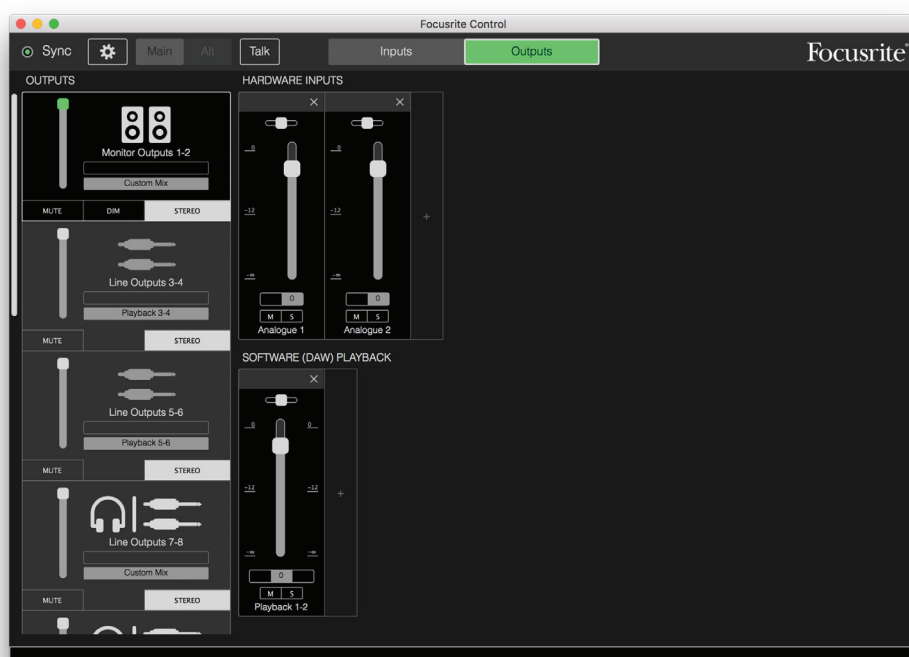 Focusrite Control
Sync
Main
Alt
Talk
Inputs
Outputs
Focusrite®
OUTPUTS
Monitor Outputs 1-2
Custom Mix
MUTE
DIM
STEREO
Line Outputs 3-4
Playback 3-4
MUTE
STEREO
Line Outputs 5-6
Playback 5-6
MUTE
STEREO
Line Outputs 7-8
Custom Mix
MUTE
STEREO
HARDWARE INPUTS
0
-12
-∞
0
M S
Analogue 1
0
-12
-∞
0
M S
Analogue 2
+
SOFTWARE (DAW) PLAYBACK
0 0
-12 -12
-∞ -∞
0
M S
Playback 1-2
+